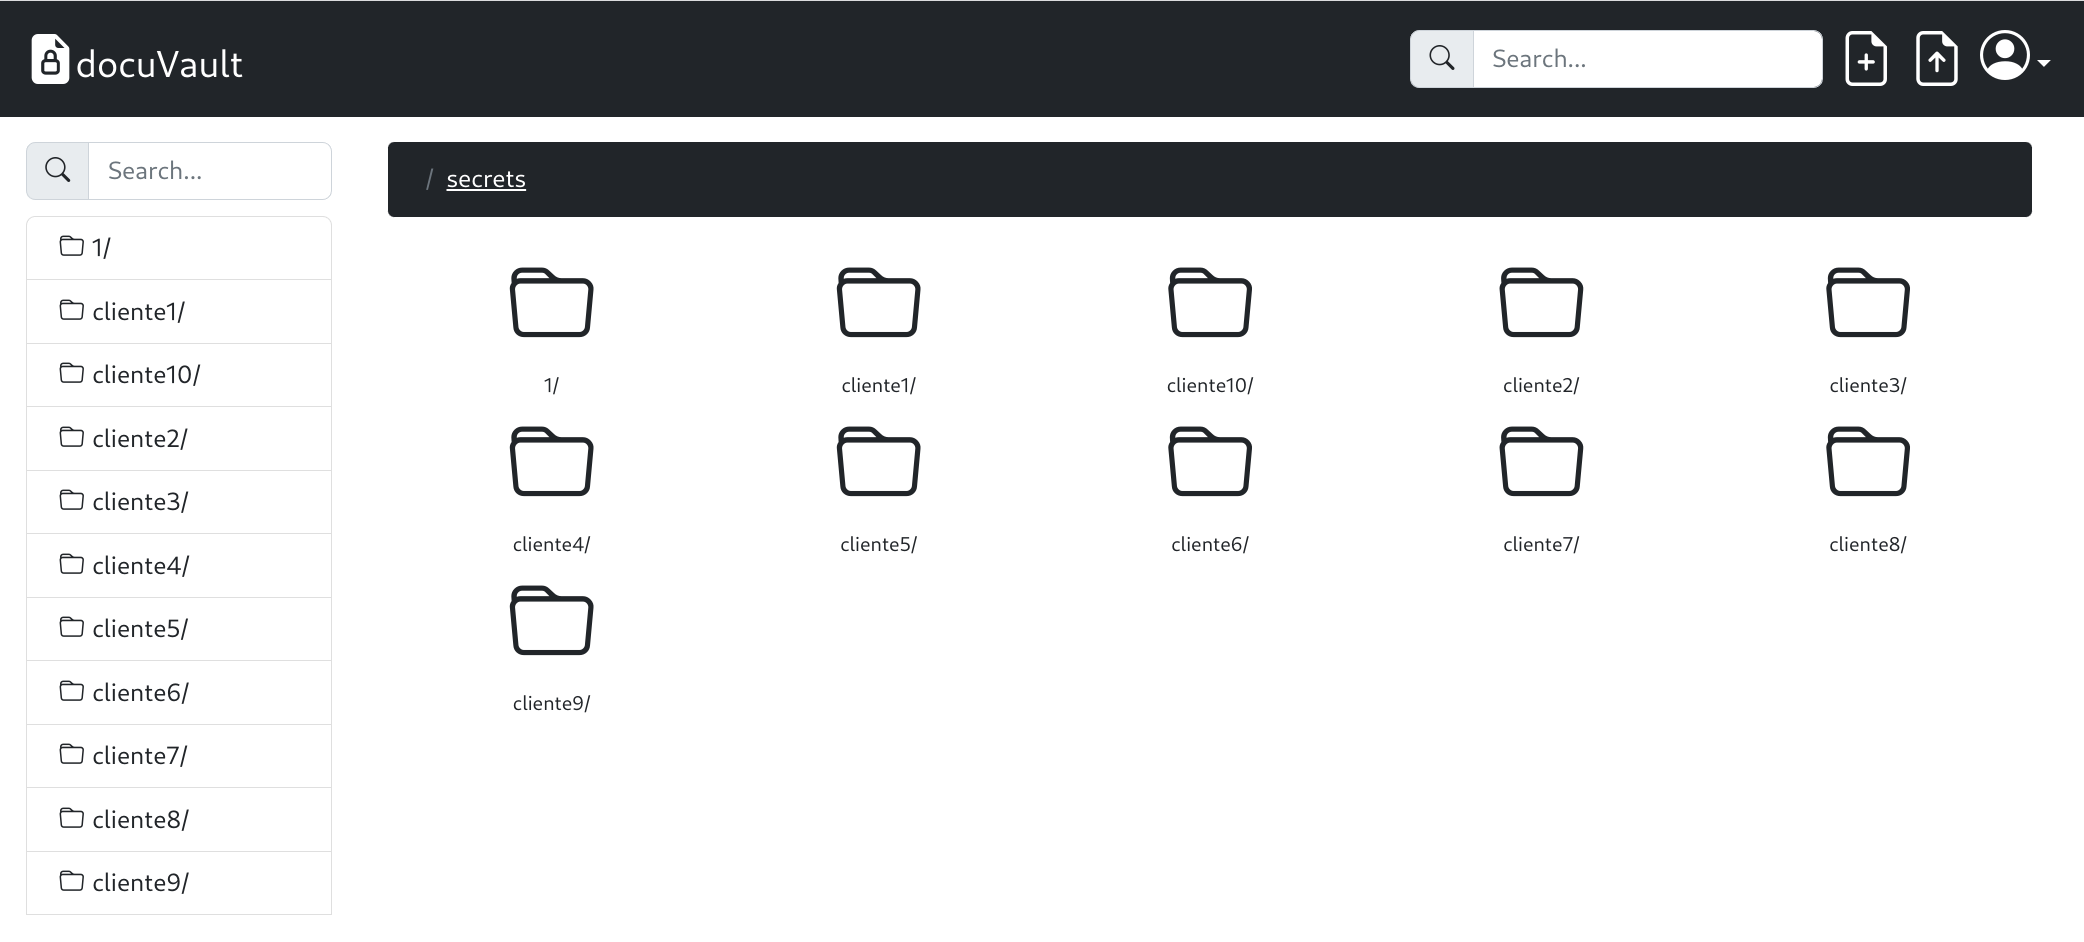 docuVault
Search...
Search...
/ secrets
1/
cliente1/
cliente10/
cliente2/
cliente3/
cliente4/
cliente5/
cliente6/
cliente7/
cliente8/
cliente9/
1/ cliente1/ cliente10/ cliente2/ cliente3/
cliente4/ cliente5/ cliente6/ cliente7/ cliente8/
cliente9/